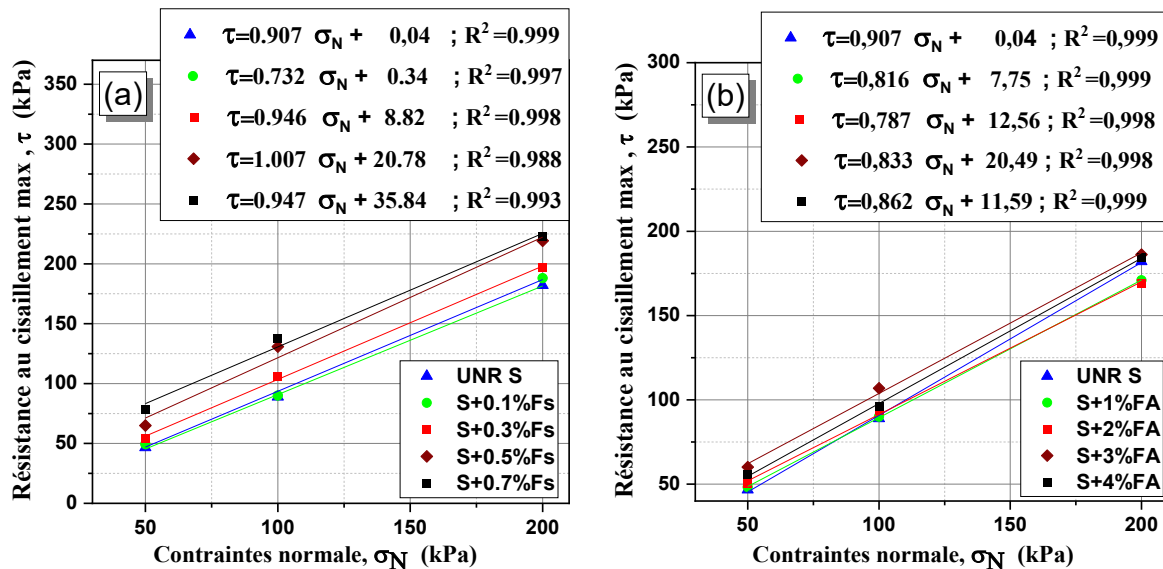 τ=0.907 σN + 0,04 ; R²=0.999
τ=0.732 σN + 0.34 ; R²=0.997
τ=0.946 σN + 8.82 ; R²=0.998
τ=1.007 σN + 20.78 ; R²=0.988
τ=0.947 σN + 35.84 ; R²=0.993
(a)
Résistance au cisaillement max , τ (kPa)
350
300
250
200
150
100
50
0
UNR S
S+0.1%Fs
S+0.3%Fs
S+0.5%Fs
S+0.7%Fs
50 100 150 200
Contraintes normale, σN (kPa)
τ=0,907 σN + 0,04 ; R²=0,999
τ=0,816 σN + 7,75 ; R²=0,999
τ=0,787 σN + 12,56 ; R²=0,998
τ=0,833 σN + 20,49 ; R²=0,998
τ=0,862 σN + 11,59 ; R²=0,999
(b)
Résistance au cisaillement max , τ (kPa)
300
250
200
150
100
50
UNR S
S+1%FA
S+2%FA
S+3%FA
S+4%FA
50 100 150 200
Contraintes normale, σN (kPa)